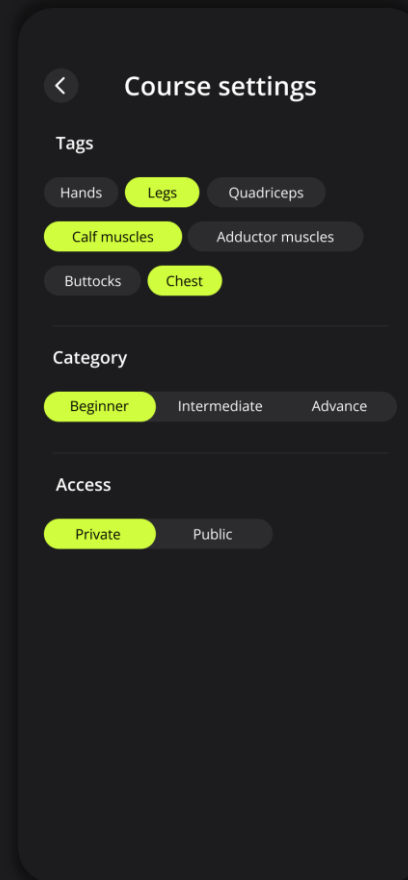 Course settings
Tags
Hands Legs Quadriceps
Calf muscles Adductor muscles
Buttocks Chest
Category
Beginner Intermediate Advance
Access
Private Public